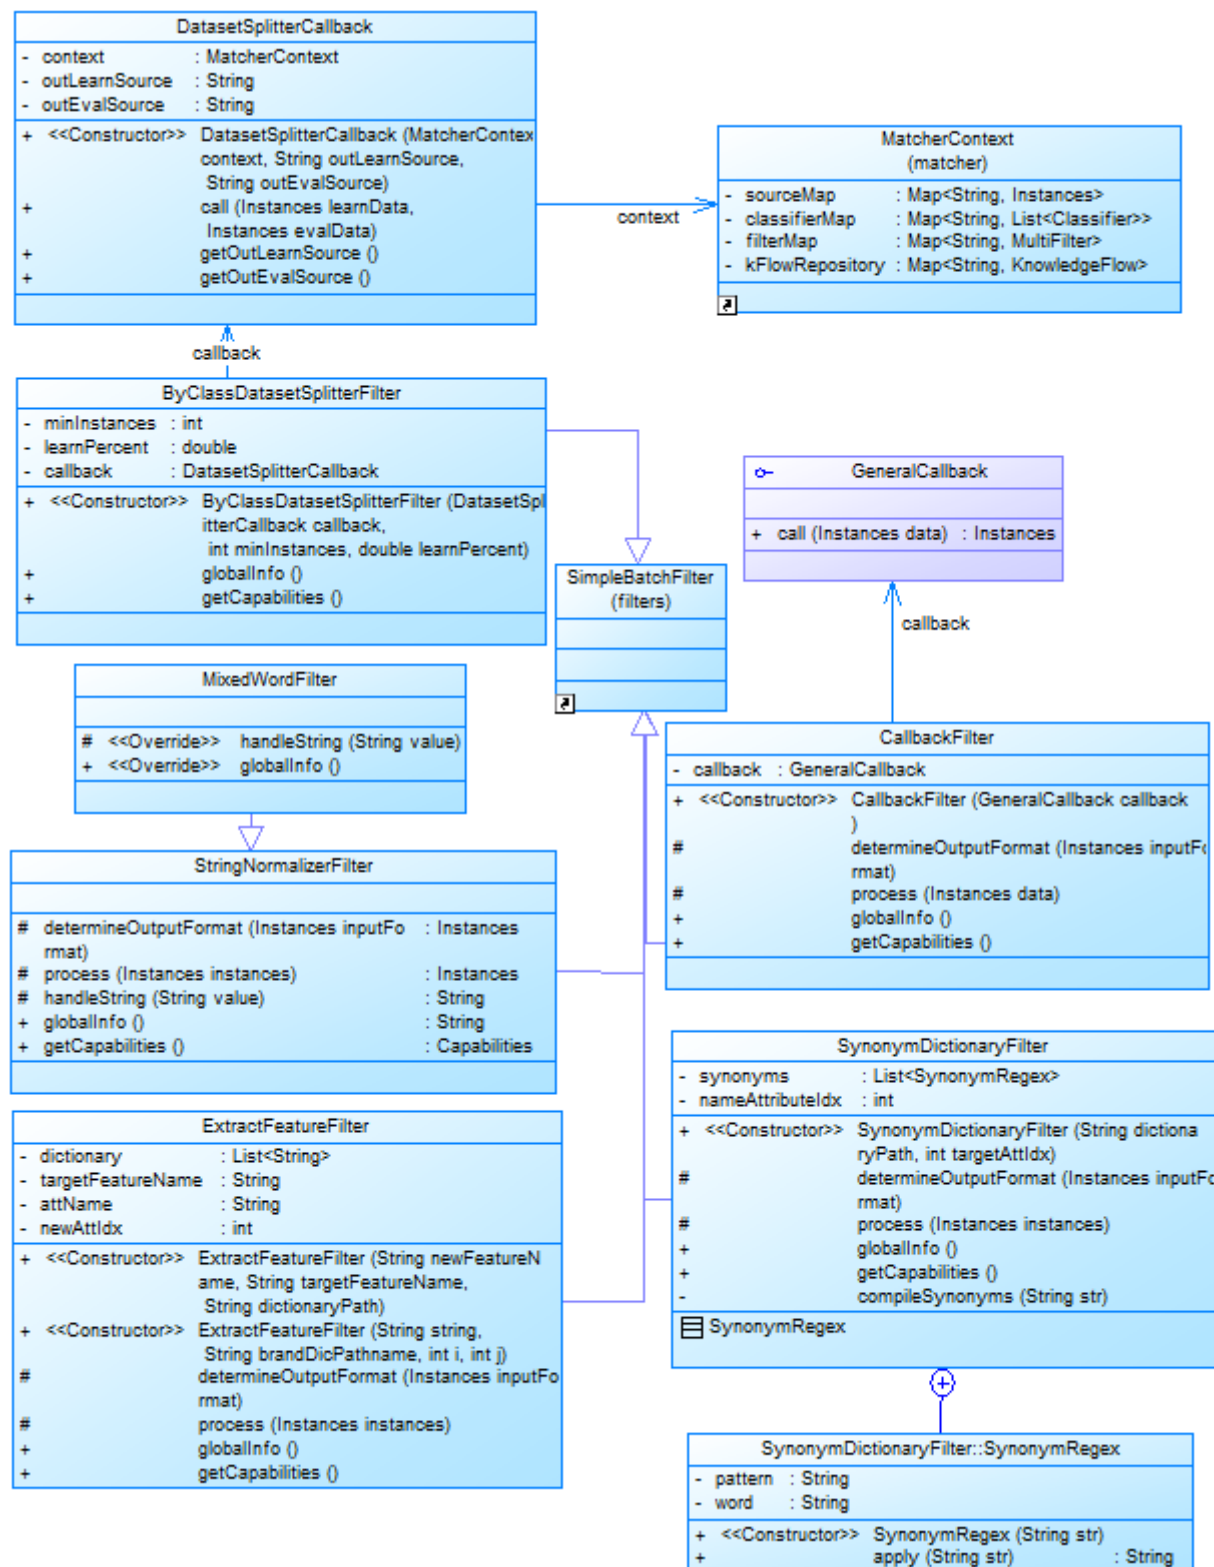 DatasetSplitterCallback
- context : MatcherContext
- outLearnSource : String
- outEvalSource : String
+ <<Constructor>> DatasetSplitterCallback (MatcherContex
context, String outLearnSource,
String outEvalSource)
+ call (Instances learnData,
Instances evalData)
+ getOutLearnSource ()
+ getOutEvalSource ()
context
MatcherContext
(matcher)
- sourceMap : Map<String, Instances>
- classifierMap : Map<String, List<Classifier>>
- filterMap : Map<String, MultiFilter>
- kFlowRepository : Map<String, KnowledgeFlow>
callback
ByClassDatasetSplitterFilter
- minInstances : int
- learnPercent : double
- callback : DatasetSplitterCallback
+ <<Constructor>> ByClassDatasetSplitterFilter (DatasetSpl
itterCallback callback,
int minInstances, double learnPercent)
+ globalInfo ()
+ getCapabilities ()
GeneralCallback
+ call (Instances data) : Instances
SimpleBatchFilter
(filters)
callback
MixedWordFilter
# <<Override>> handleString (String value)
+ <<Override>> globalInfo ()
CallbackFilter
- callback : GeneralCallback
+ <<Constructor>> CallbackFilter (GeneralCallback callback
)
# determineOutputFormat (Instances inputFo
rmat)
# process (Instances data)
+ globalInfo ()
+ getCapabilities ()
StringNormalizerFilter
# determineOutputFormat (Instances inputFo : Instances
rmat)
# process (Instances instances) : Instances
# handleString (String value) : String
+ globalInfo () : String
+ getCapabilities () : Capabilities
SynonymDictionaryFilter
- synonyms : List<SynonymRegex>
- nameAttributeIdx : int
+ <<Constructor>> SynonymDictionaryFilter (String dictiona
ryPath, int targetAttIdx)
# determineOutputFormat (Instances inputFo
rmat)
# process (Instances instances)
+ globalInfo ()
+ getCapabilities ()
- compileSynonyms (String str)
SynonymRegex
ExtractFeatureFilter
- dictionary : List<String>
- targetFeatureName : String
- attName : String
- newAttIdx : int
+ <<Constructor>> ExtractFeatureFilter (String newFeatureN
ame, String targetFeatureName,
String dictionaryPath)
+ <<Constructor>> ExtractFeatureFilter (String string,
String brandDicPathname, int i, int j)
# determineOutputFormat (Instances inputFo
rmat)
# process (Instances instances)
+ globalInfo ()
+ getCapabilities ()
SynonymDictionaryFilter::SynonymRegex
- pattern : String
- word : String
+ <<Constructor>> SynonymRegex (String str)
+ apply (String str) : String